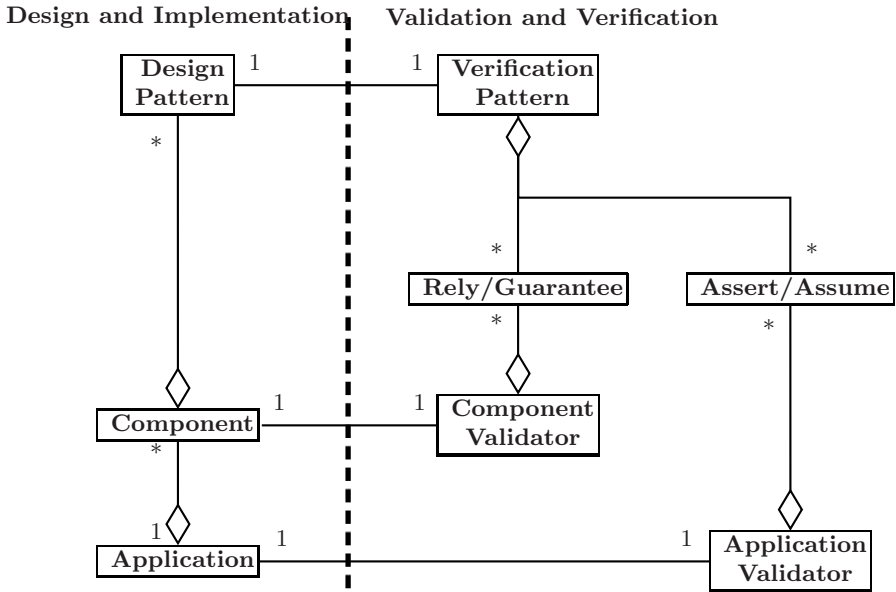 Design and Implementation
Validation and Verification
Design
Pattern
1
1
Verification
Pattern
*
*
*
Rely/Guarantee
Assert/Assume
*
*
Component
1
1
Component
Validator
*
1
1
1
Application
Application
Validator